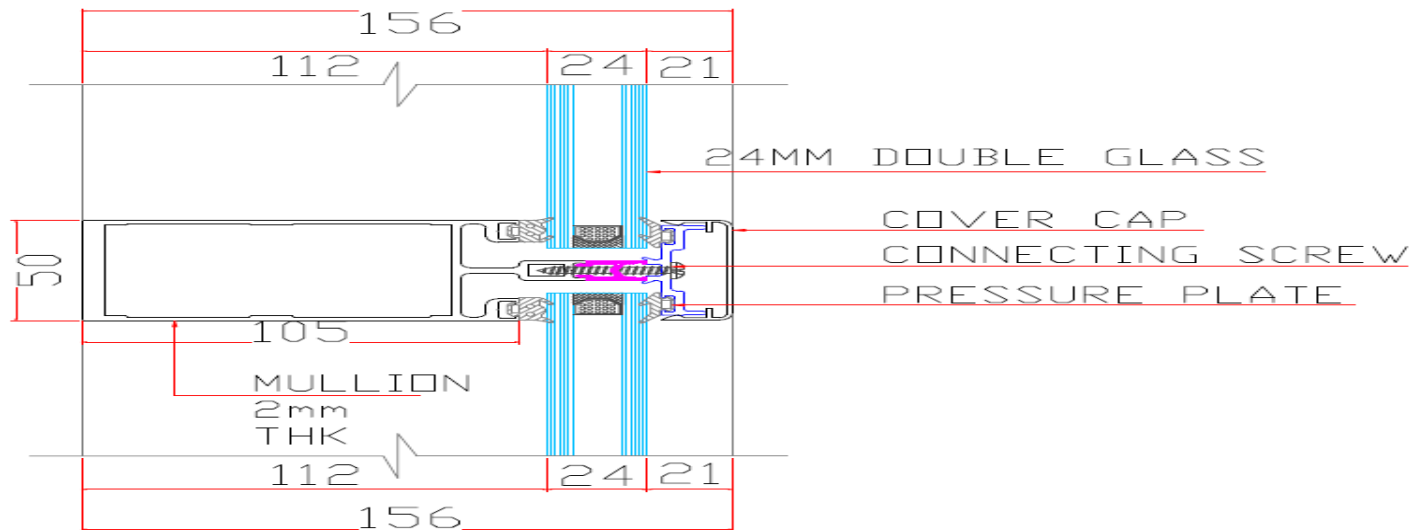 156
112 24 21
24MM DOUBLE GLASS
COVER CAP
CONNECTING SCREW
PRESSURE PLATE
50
105
MULLION
2mm
THK
112 24 21
156